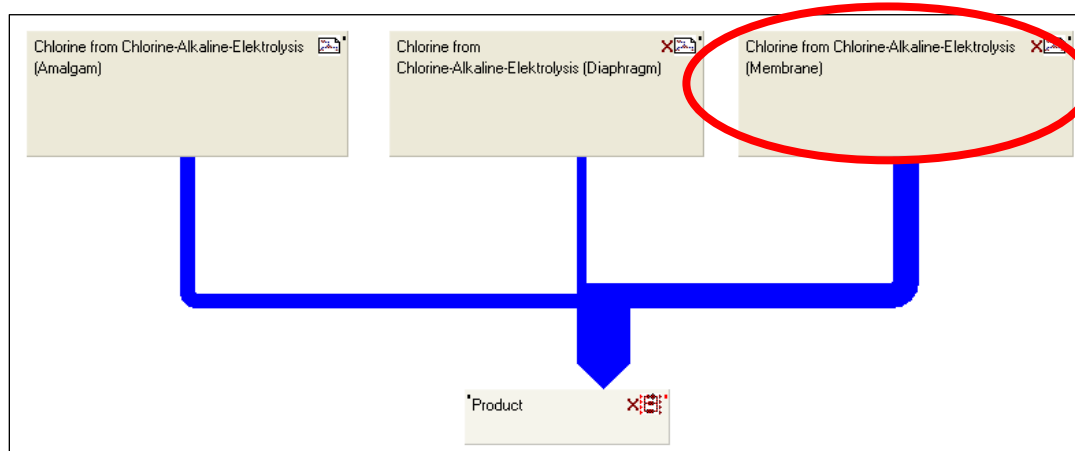 Chlorine from Chlorine-Alkaline-Elektrolysis
(Amalgam)
Chlorine from
Chlorine-Alkaline-Elektrolysis (Diaphragm)
Chlorine from Chlorine-Alkaline-Elektrolysis
(Membrane)
Product